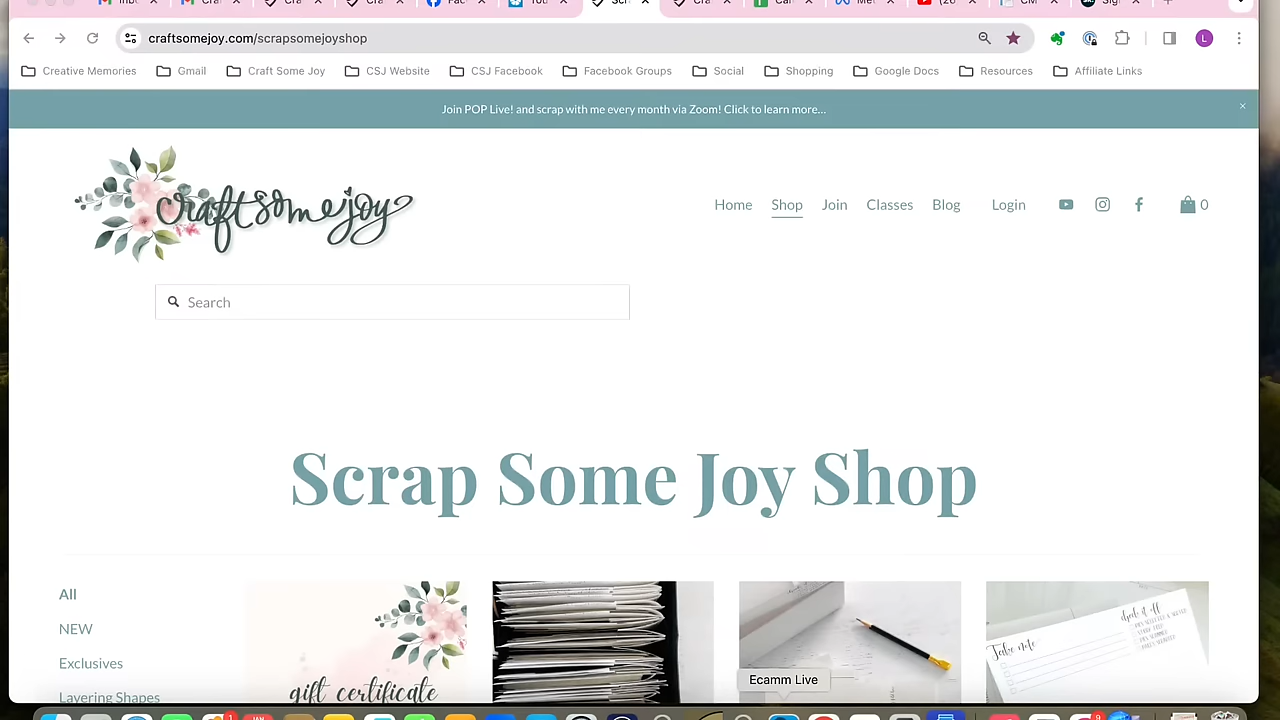 craftsomejoy.com/scrapsomejoyshop
Creative Memories Gmail Craft Some Joy CSJ Website CSJ Facebook Facebook Groups Social Shopping Google Docs Resources Affiliate Links
Join POP Live! and scrap with me every month via Zoom! Click to learn more...
craftsomejoy
Home Shop Join Classes Blog Login 0
Search
Scrap Some Joy Shop
All
NEW
Exclusives
Layering Shapes
gift certificate
Take note
Ecamm Live